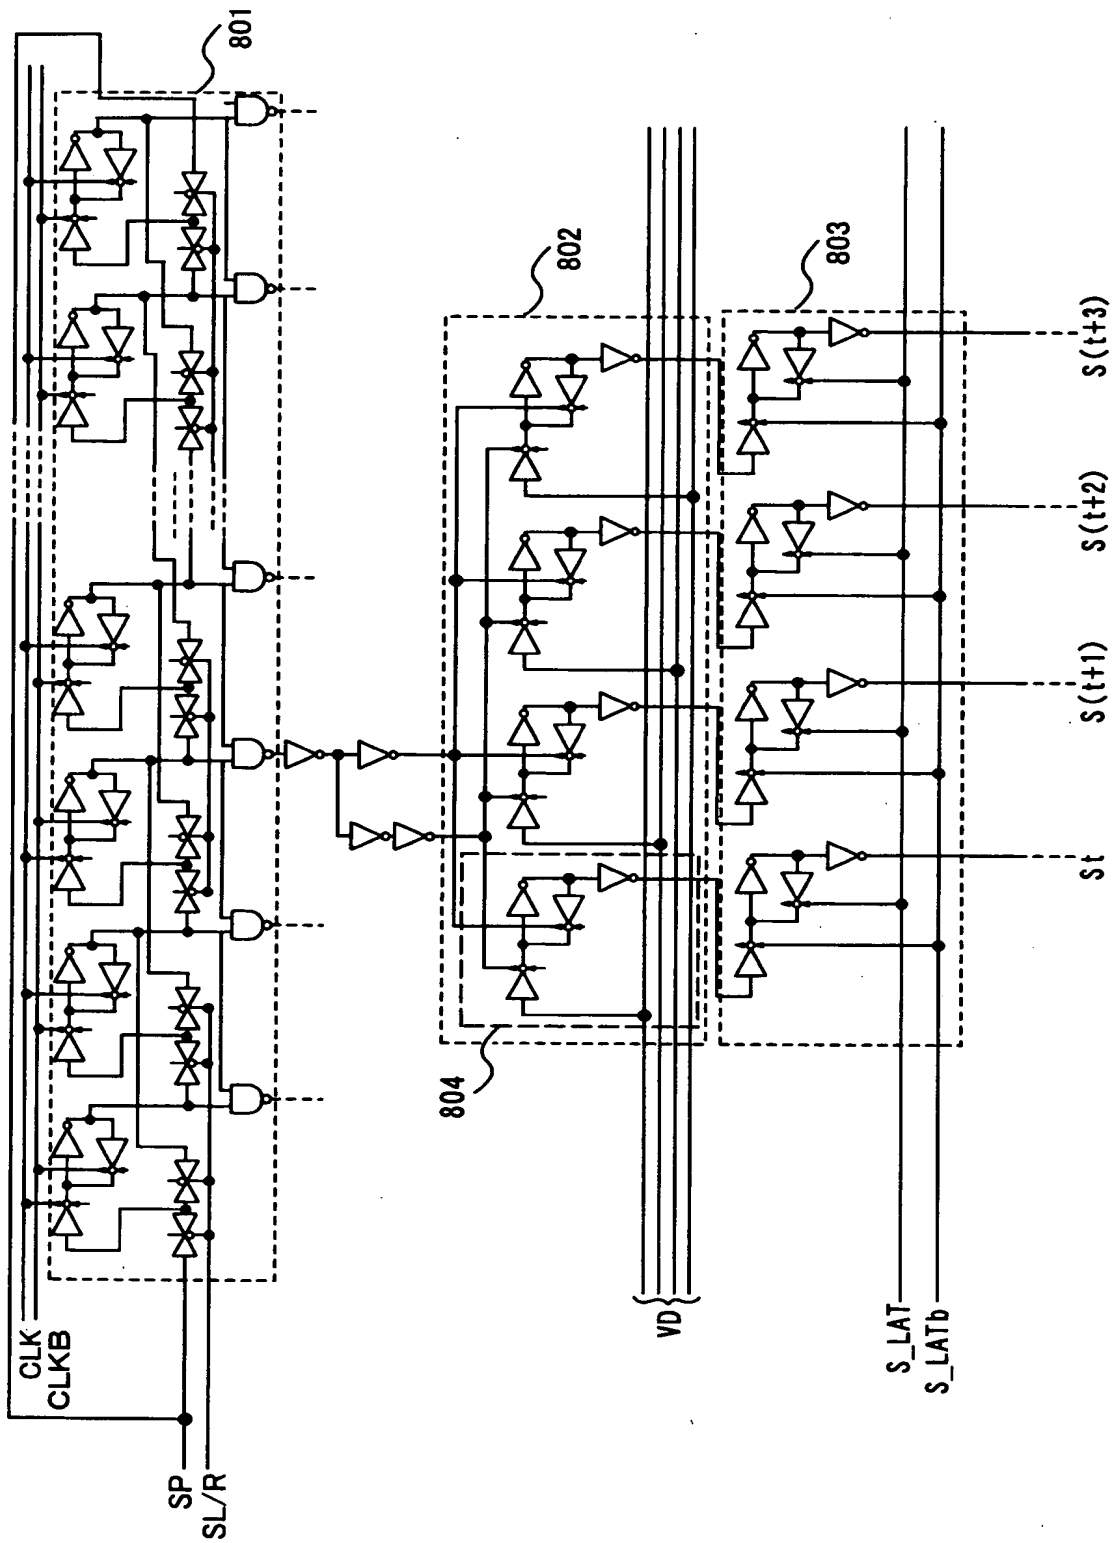 801
CLK
CLKB
SP
SL/R
802
804
VD
803
S_LAT
S_LATb
St
S(t+1)
S(t+2)
S(t+3)